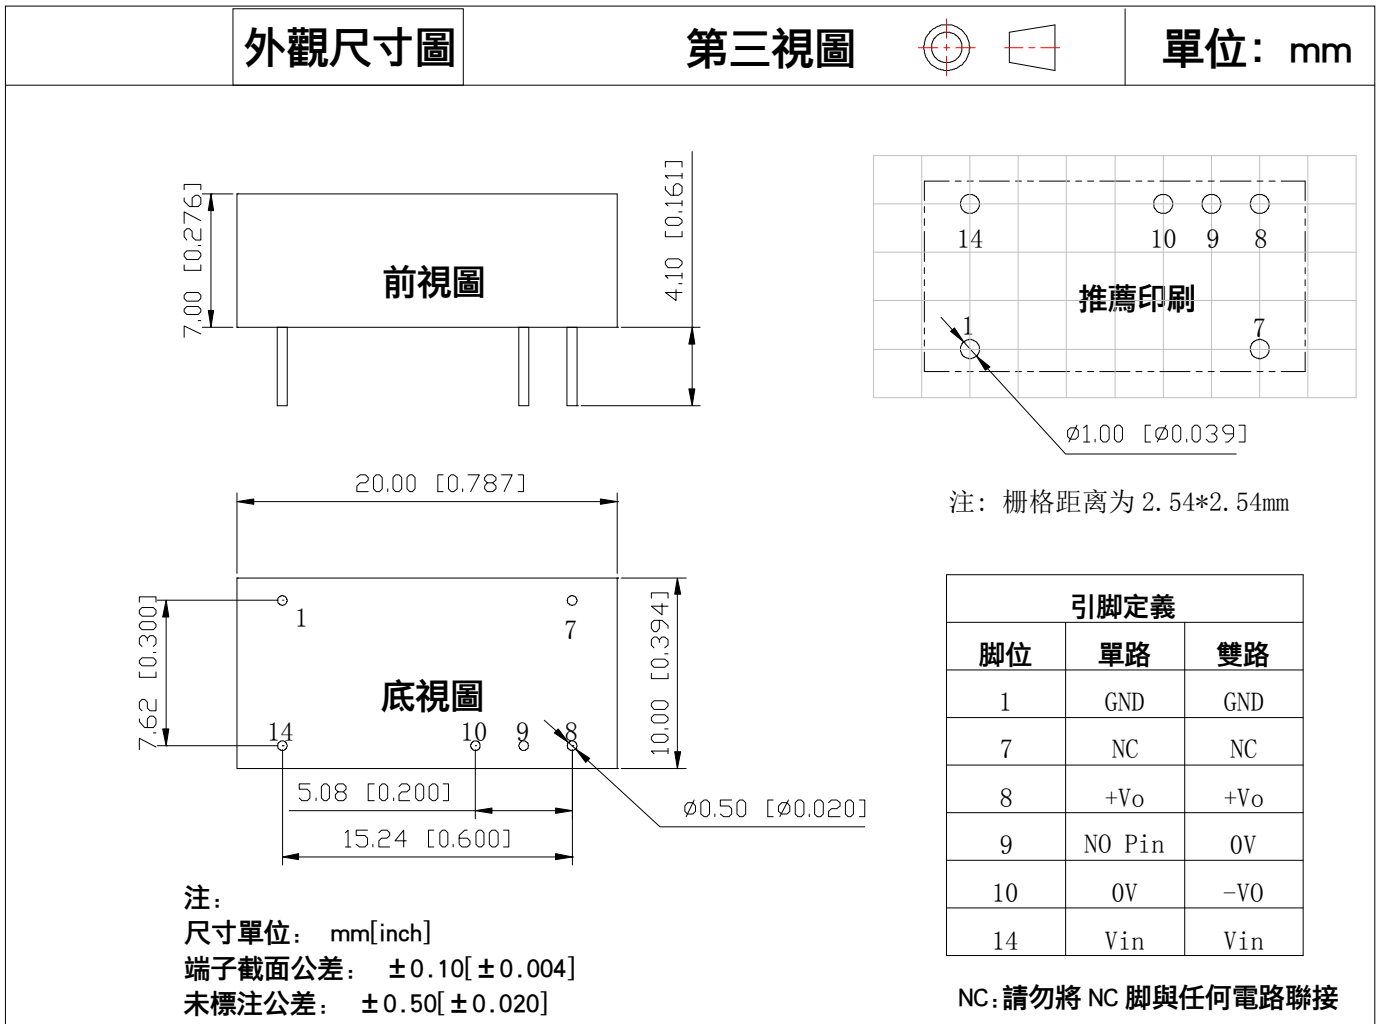 外觀尺寸圖 第三視圖 單位：mm
7.00 [0.276]
前視圖
4.10 [0.161]
14 10 9 8
推薦印刷
1 7
Ø1.00 [Ø0.039]
注：栅格距离为 2.54*2.54mm
20.00 [0.787]
7.62 [0.300]
1 7
底視圖
14 10 9 8
10.00 [0.394]
5.08 [0.200]
15.24 [0.600]
Ø0.50 [Ø0.020]
引脚定義
脚位 單路 雙路
1 GND GND
7 NC NC
8 +Vo +Vo
9 NO Pin 0V
10 0V -VO
14 Vin Vin
NC:請勿將 NC 脚與任何電路聯接
注：
尺寸單位： mm[inch]
端子截面公差： ±0.10[±0.004]
未標注公差： ±0.50[±0.020]